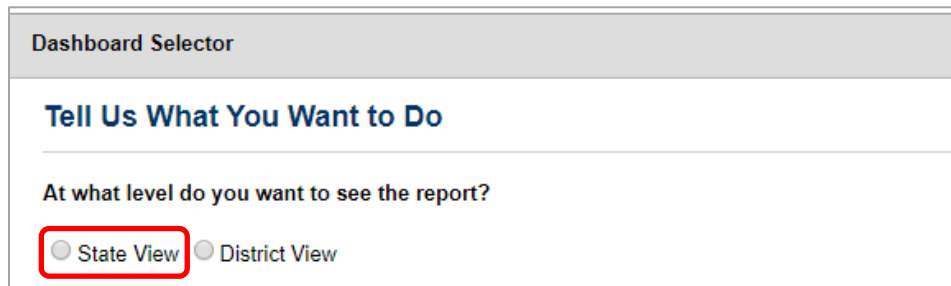 Dashboard Selector
Tell Us What You Want to Do
At what level do you want to see the report?
State View District View